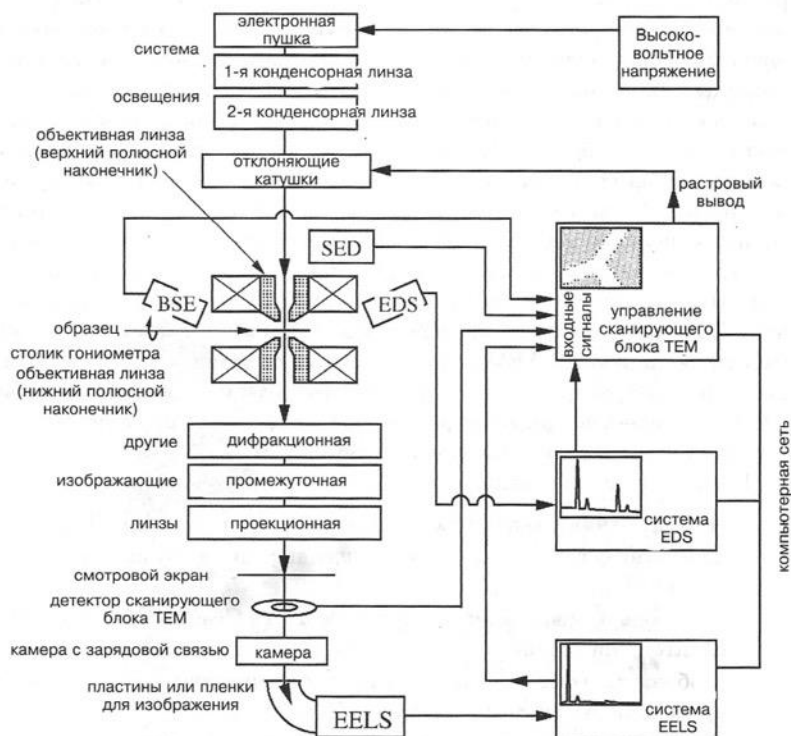 электронная
пушка
Высоко-
вольтное
напряжение
система
1-я конденсорная линза
освещения
2-я конденсорная линза
объективная линза
(верхний полюсной
наконечник)
отклоняющие
катушки
растровый
вывод
SED
BSE
EDS
входные
сигналы
управление
сканирующего
блока ТЕМ
образец
столик гониометра
объективная линза
(нижний полюсной
наконечник)
другие
дифракционная
изображающие
промежуточная
линзы
проекционная
система
EDS
компьютерная сеть
смотровой экран
детектор сканирующего
блока ТЕМ
камера с зарядовой связью
камера
пластины или пленки
для изображения
EELS
система
EELS